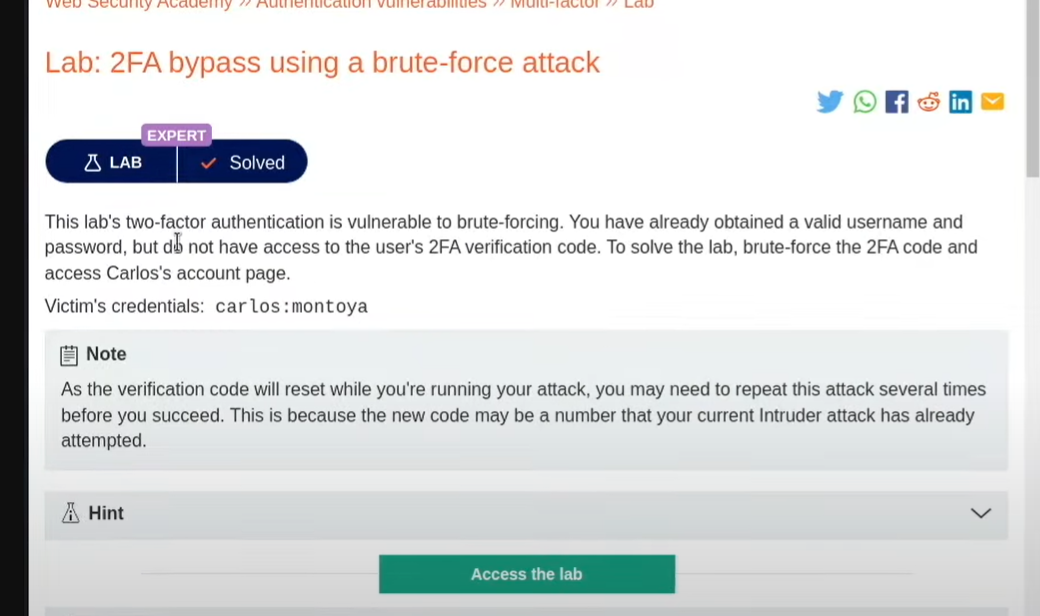 Web Security Academy » Authentication vulnerabilities » Multi-factor » Lab
Lab: 2FA bypass using a brute-force attack
EXPERT
LAB Solved
This lab's two-factor authentication is vulnerable to brute-forcing. You have already obtained a valid username and
password, but do not have access to the user's 2FA verification code. To solve the lab, brute-force the 2FA code and
access Carlos's account page.
Victim's credentials: carlos:montoya
Note
As the verification code will reset while you're running your attack, you may need to repeat this attack several times
before you succeed. This is because the new code may be a number that your current Intruder attack has already
attempted.
Hint
Access the lab